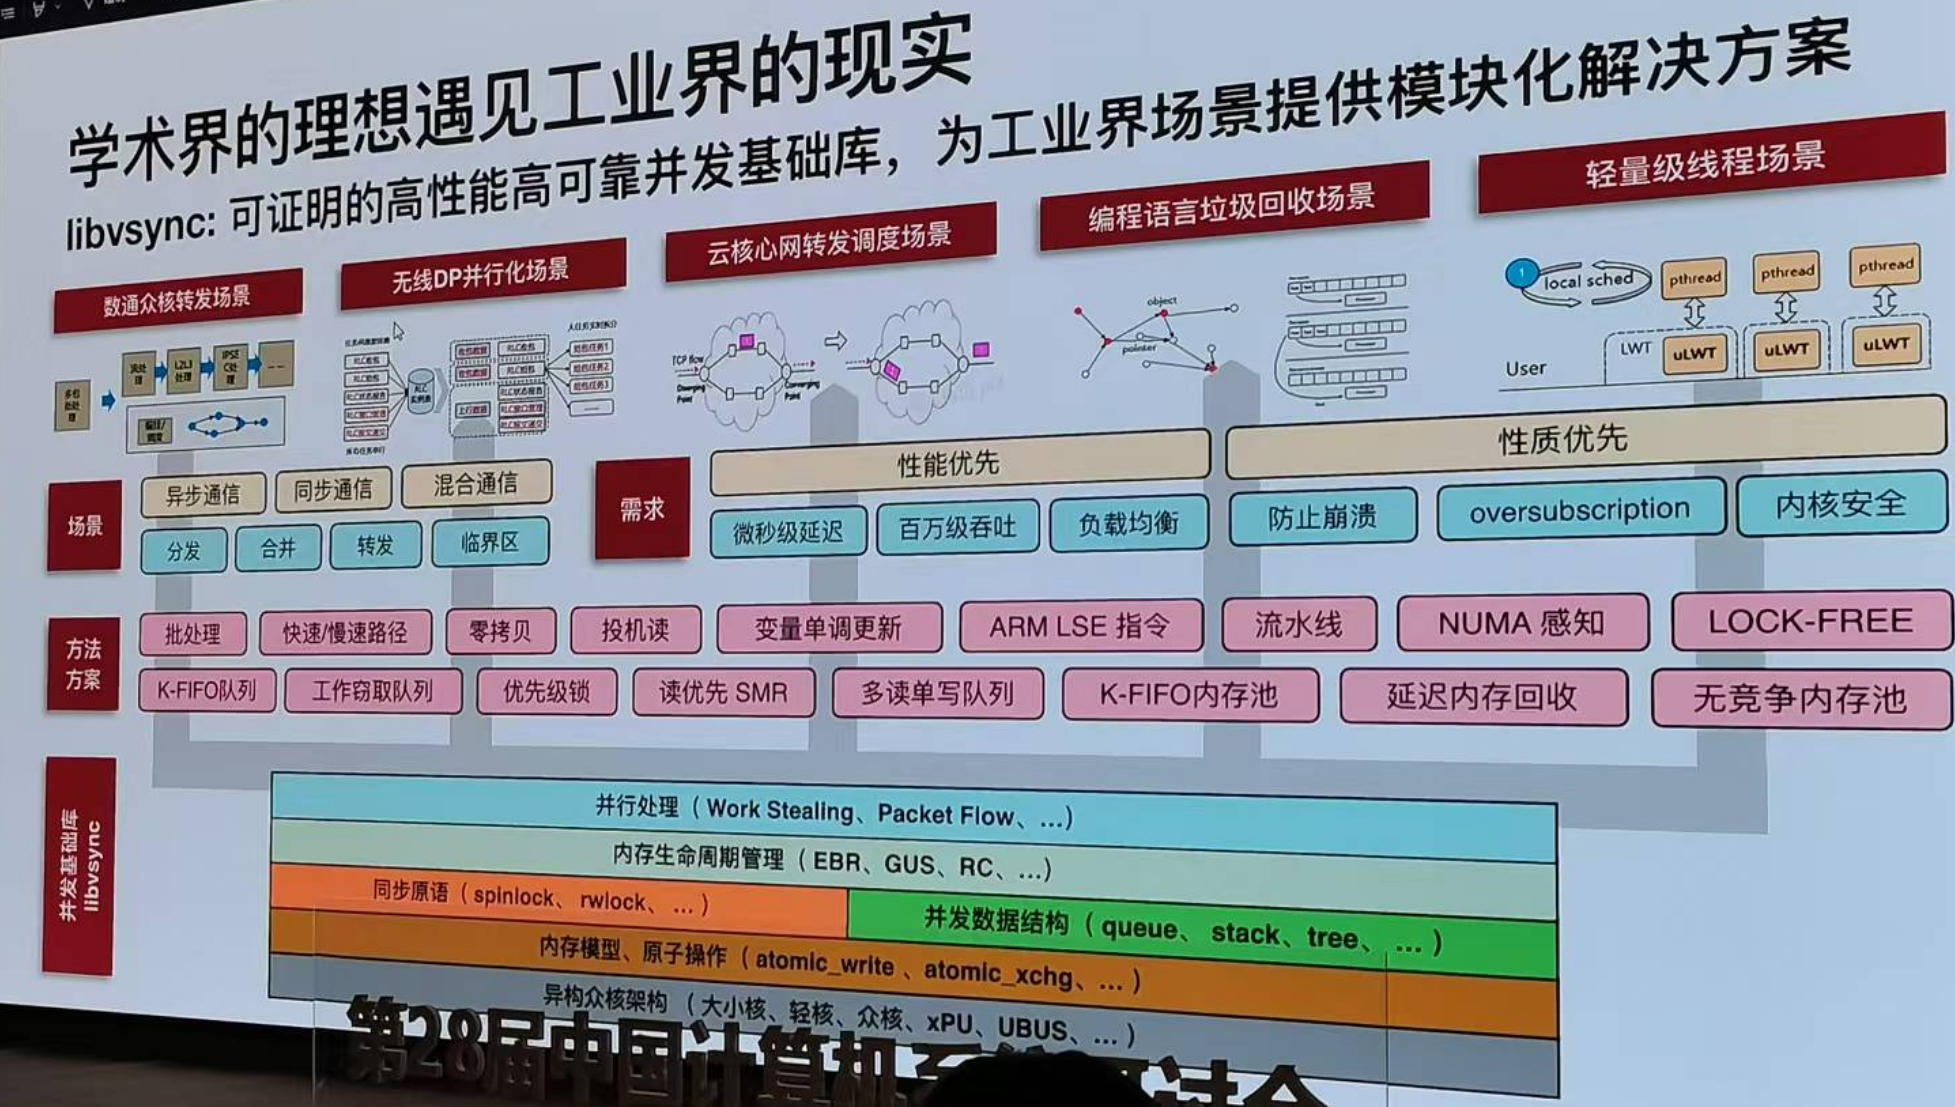 学术界的理想遇见工业界的现实
libvsync: 可证明的高性能高可靠并发基础库，为工业界场景提供模块化解决方案
数通众核转发场景
无线DP并行化场景
云核心网转发调度场景
编程语言垃圾回收场景
轻量级线程场景
L2L3
处理
TCP flow
Diverging
Point
Converging
Point
object
pointer
1
local sched
pthread
pthread
pthread
User
LWT
uLWT
uLWT
uLWT
场景
异步通信
同步通信
混合通信
分发
合并
转发
临界区
需求
性能优先
性质优先
微秒级延迟
百万级吞吐
负载均衡
防止崩溃
oversubscription
内核安全
方法
方案
批处理
快速/慢速路径
零拷贝
投机读
变量单调更新
ARM LSE 指令
流水线
NUMA 感知
LOCK-FREE
K-FIFO队列
工作窃取队列
优先级锁
读优先 SMR
多读单写队列
K-FIFO内存池
延迟内存回收
无竞争内存池
并发基础库
libvsync
并行处理（ Work Stealing、Packet Flow、...）
内存生命周期管理（ EBR、GUS、RC、...）
同步原语（ spinlock、 rwlock、 ... ）
并发数据结构（ queue、 stack、tree、 ... ）
内存模型、原子操作（ atomic_write 、atomic_xchg、... ）
异构众核架构 （ 大小核、轻核、众核、xPU、UBUS、... ）
第28届中国计算机